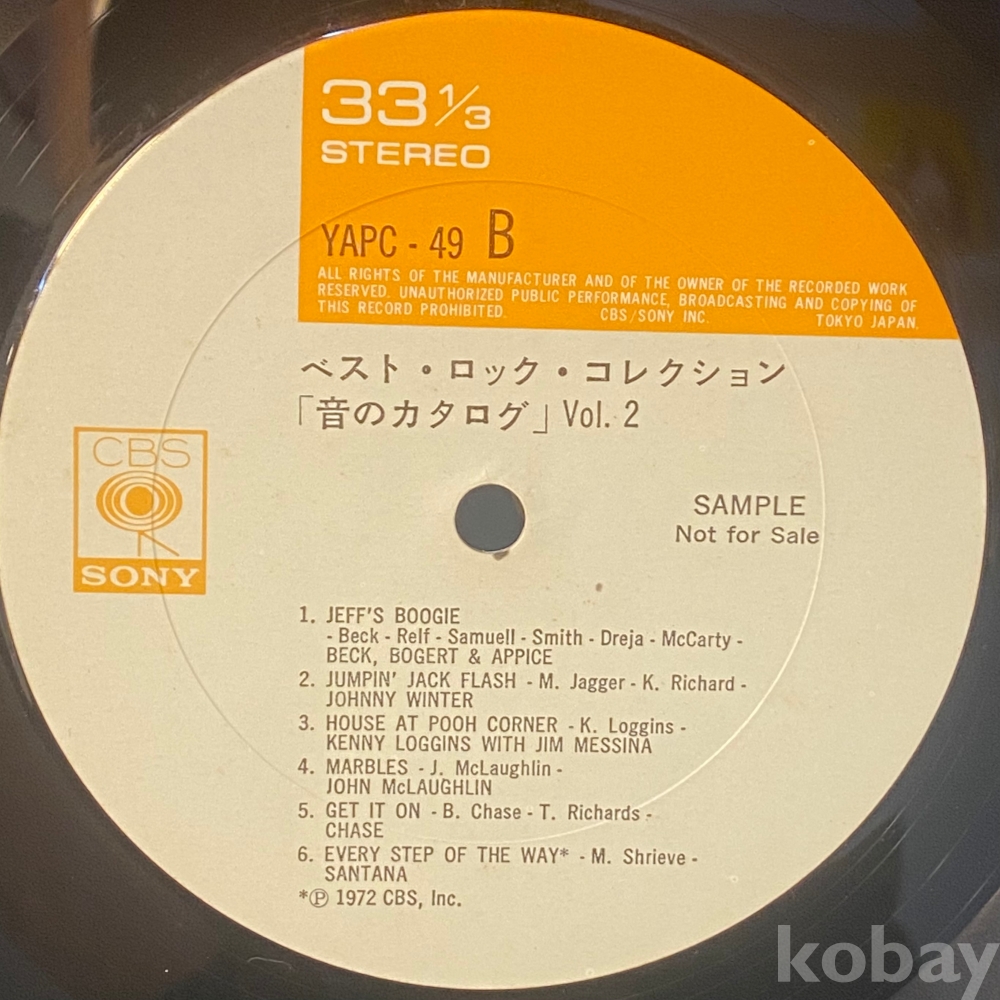 33 1/3
STEREO
YAPC - 49 B
ALL RIGHTS OF THE MANUFACTURER AND OF THE OWNER OF THE RECORDED WORK
RESERVED. UNAUTHORIZED PUBLIC PERFORMANCE, BROADCASTING AND COPYING OF
THIS RECORD PROHIBITED. CBS/SONY INC. TOKYO JAPAN.
ベスト・ロック・コレクション
「音のカタログ」Vol. 2
CBS
SONY
SAMPLE
Not for Sale
1. JEFF'S BOOGIE
- Beck - Relf - Samuell - Smith - Dreja - McCarty -
BECK, BOGERT & APPICE
2. JUMPIN' JACK FLASH - M. Jagger - K. Richard -
JOHNNY WINTER
3. HOUSE AT POOH CORNER - K. Loggins -
KENNY LOGGINS WITH JIM MESSINA
4. MARBLES - J. McLaughlin -
JOHN McLAUGHLIN
5. GET IT ON - B. Chase - T. Richards -
CHASE
6. EVERY STEP OF THE WAY* - M. Shrieve -
SANTANA
*Ⓟ 1972 CBS, Inc.
kobay